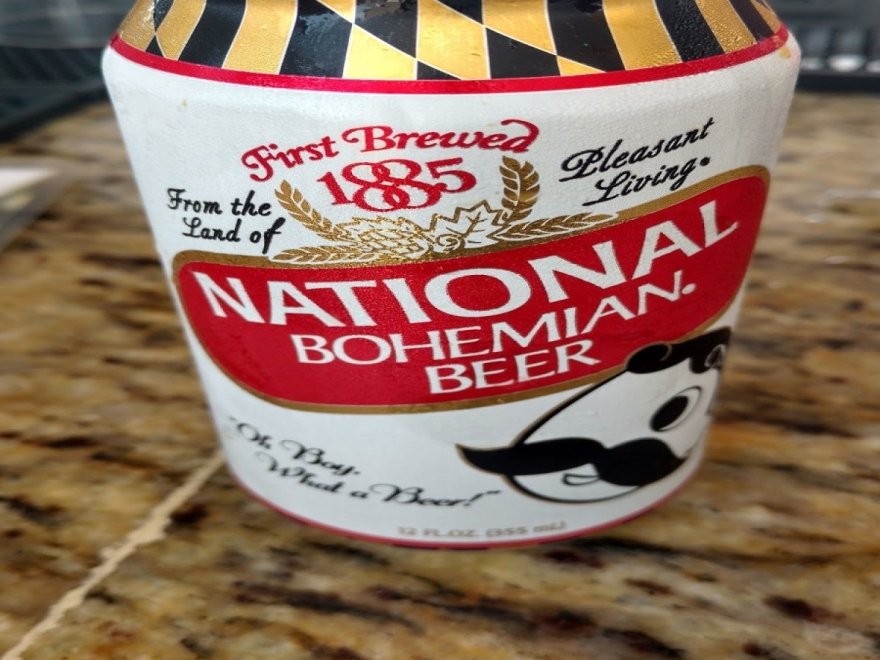 First Brewed
1885
From the
Land of
Pleasant
Living.
NATIONAL
BOHEMIAN.
BEER
"Oh Boy,
What a Beer!"
12 FL.OZ. (355 mL)